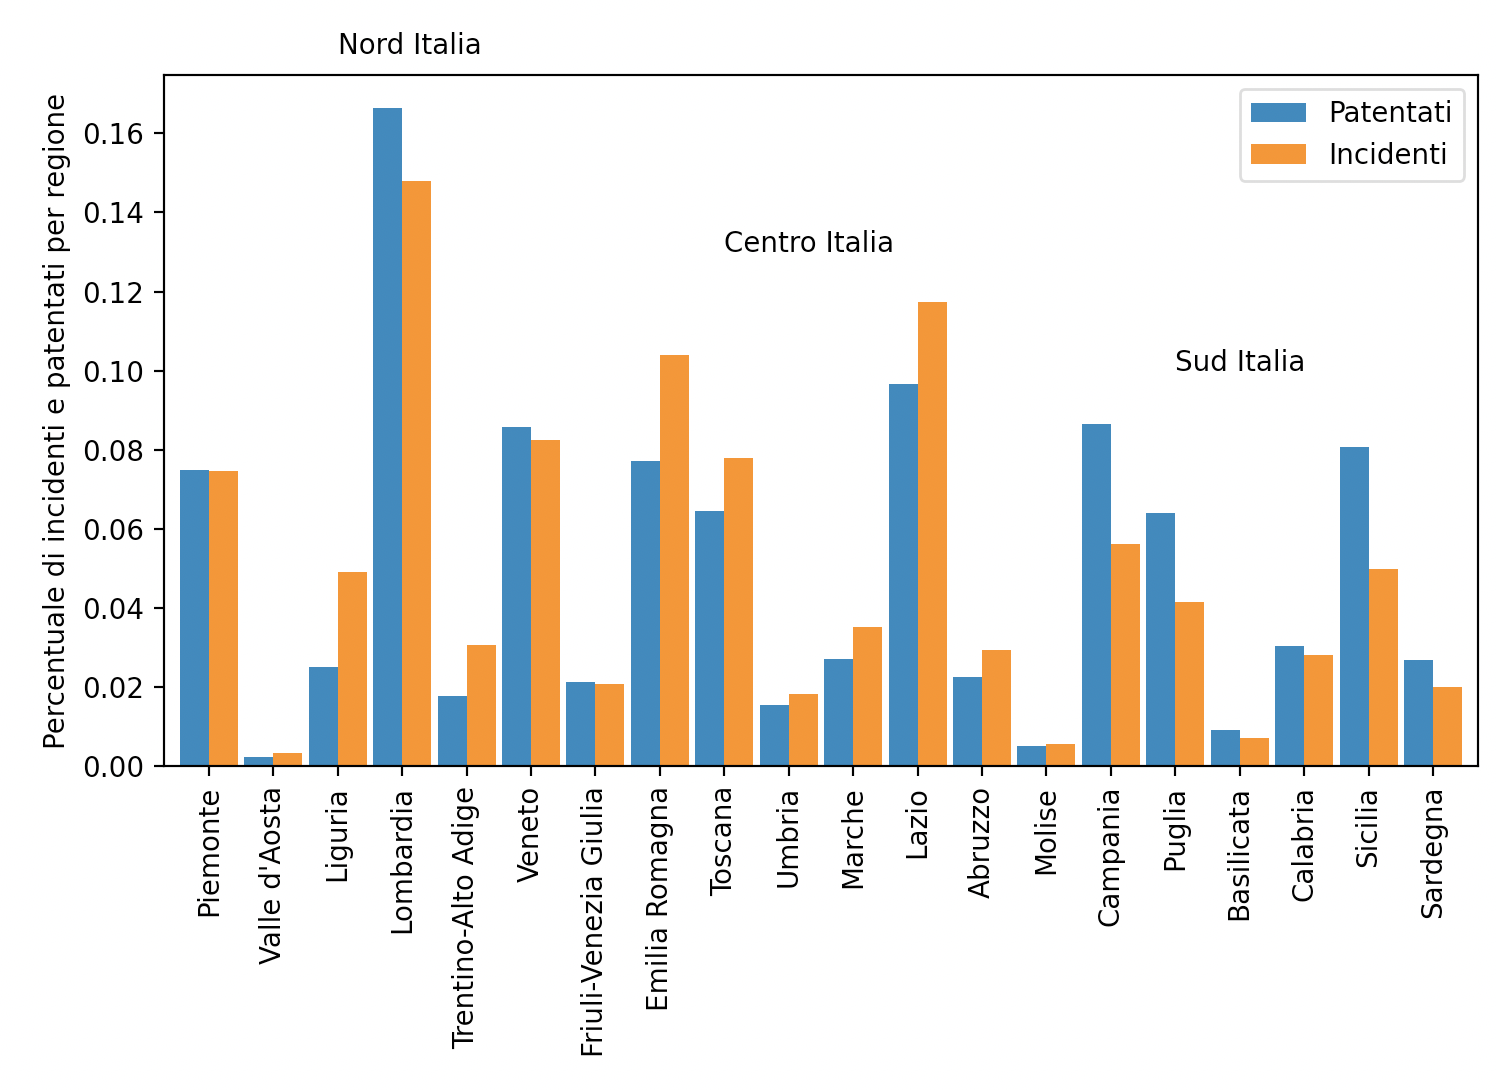 Nord Italia
Percentuale di incidenti e patentati per regione
0.16
0.14
0.12
0.10
0.08
0.06
0.04
0.02
0.00
Patentati
Incidenti
Centro Italia
Sud Italia
Piemonte
Valle d'Aosta
Liguria
Lombardia
Trentino-Alto Adige
Veneto
Friuli-Venezia Giulia
Emilia Romagna
Toscana
Umbria
Marche
Lazio
Abruzzo
Molise
Campania
Puglia
Basilicata
Calabria
Sicilia
Sardegna